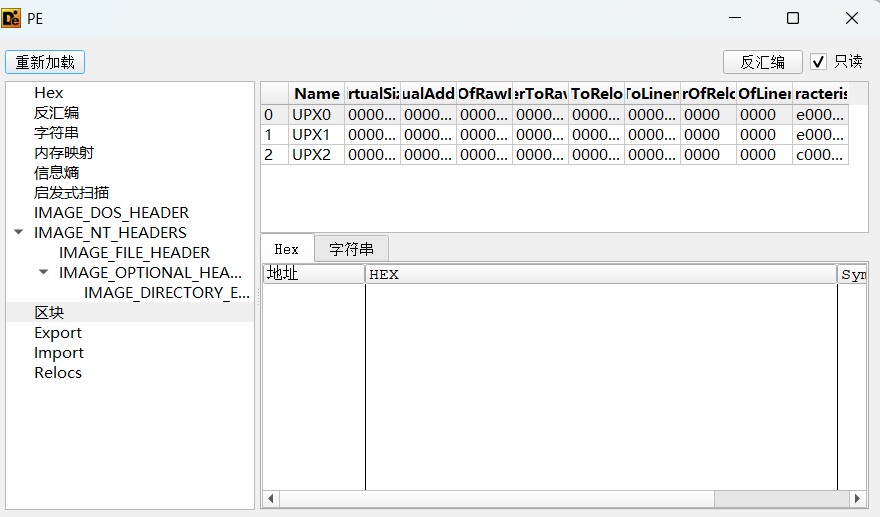 PE
重新加载
反汇编
只读
Hex
反汇编
字符串
内存映射
信息熵
启发式扫描
IMAGE_DOS_HEADER
IMAGE_NT_HEADERS
IMAGE_FILE_HEADER
IMAGE_OPTIONAL_HEA...
IMAGE_DIRECTORY_E...
区块
Export
Import
Relocs
Name rtualSiz ualAdd OfRawl erToRav ToRelo ToLiner rOfRelo OfLiner racteris
0 UPX0 0000... 0000... 0000... 0000... 0000... 0000... 0000 0000 e000...
1 UPX1 0000... 0000... 0000... 0000... 0000... 0000... 0000 0000 e000...
2 UPX2 0000... 0000... 0000... 0000... 0000... 0000... 0000 0000 c000...
Hex 字符串
地址 HEX Syn